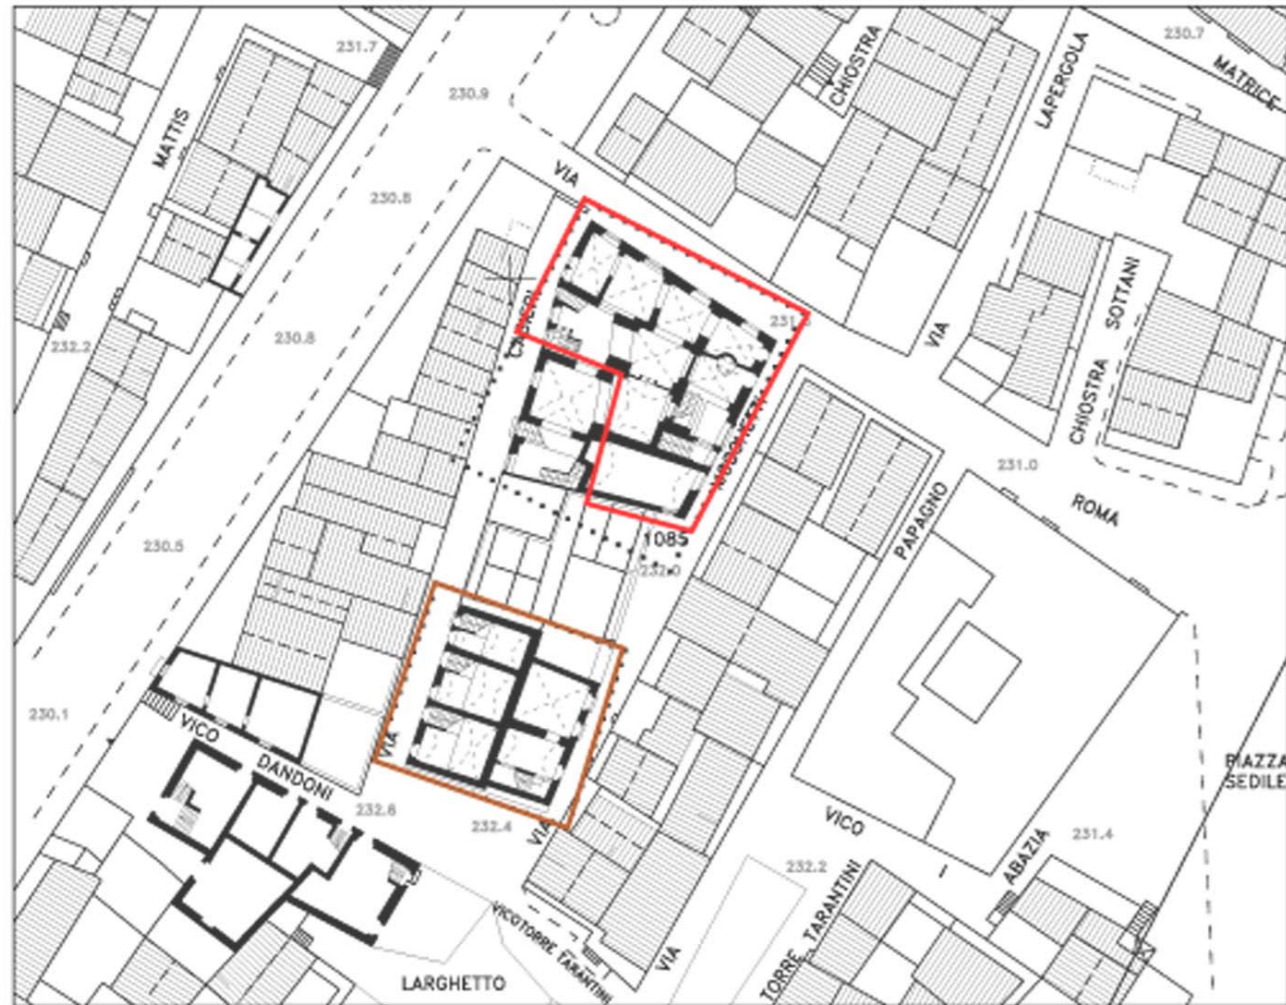 231.7
230.7
MATRICE
CHIOSTRA
LAPERGOLA
230.9
MATTIS
VIA
230.8
SOTTANI
CHIOSTRA
VIA
230.8
232.2
231.0
ROMA
PAPAGNO
1085
232.0
230.5
230.1
VICO
DANDONI
VIA
232.6
232.4
VIA
PIAZZA
SEDILE
VICO
231.4
ABAZIA
232.2
TORRE TARANTINI
VICO TORRE TARANTINI
VIA
LARGHETTO